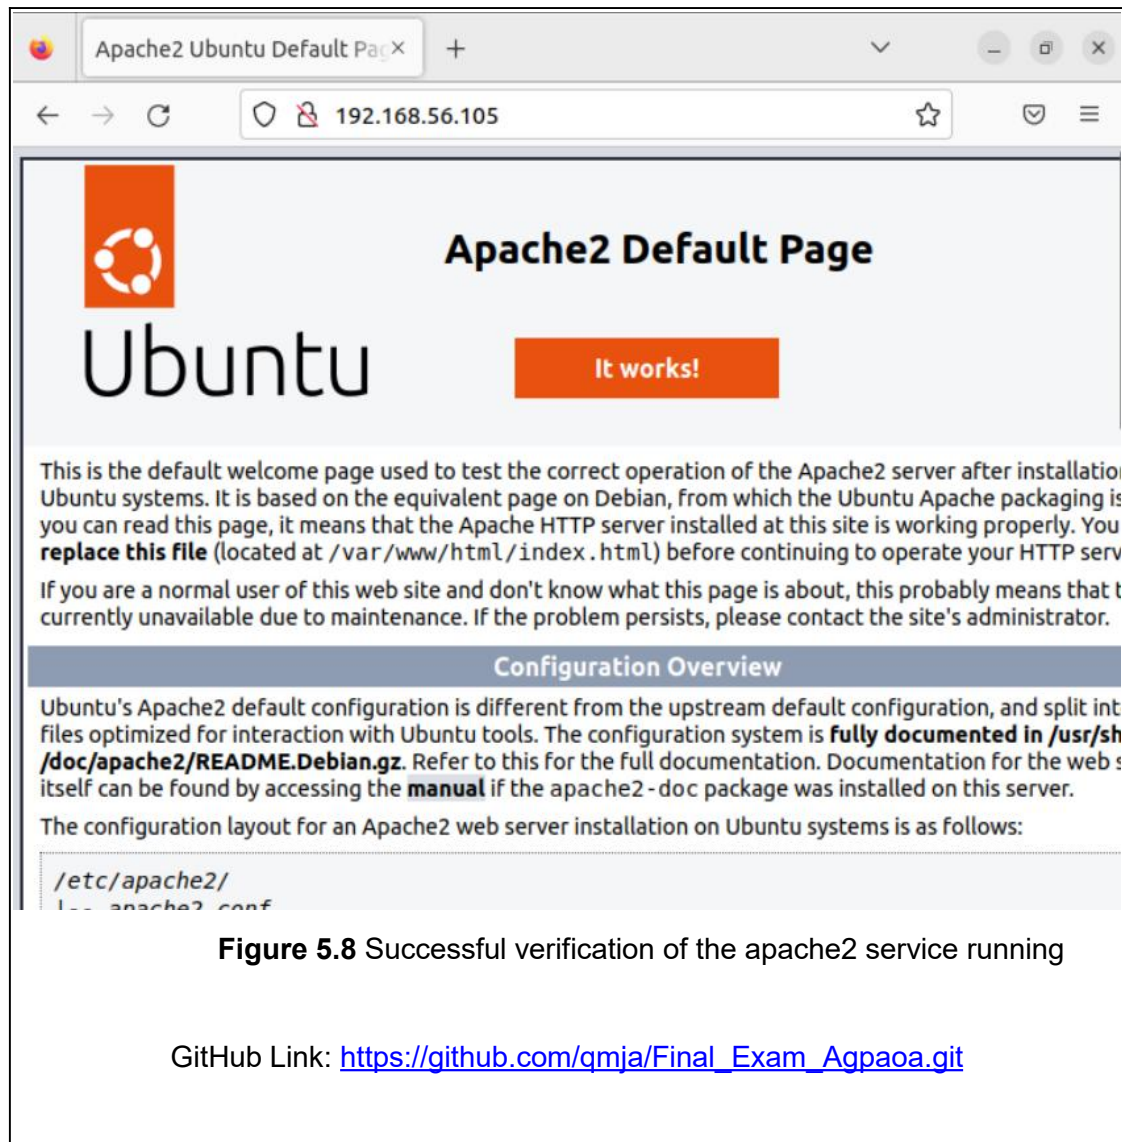 Apache2 Ubuntu Default Pag
192.168.56.105
Apache2 Default Page
Ubuntu
It works!
This is the default welcome page used to test the correct operation of the Apache2 server after installation
Ubuntu systems. It is based on the equivalent page on Debian, from which the Ubuntu Apache packaging is
you can read this page, it means that the Apache HTTP server installed at this site is working properly. You
replace this file (located at /var/www/html/index.html) before continuing to operate your HTTP serv
If you are a normal user of this web site and don't know what this page is about, this probably means that t
currently unavailable due to maintenance. If the problem persists, please contact the site's administrator.
Configuration Overview
Ubuntu's Apache2 default configuration is different from the upstream default configuration, and split int
files optimized for interaction with Ubuntu tools. The configuration system is fully documented in /usr/sh
/doc/apache2/README.Debian.gz. Refer to this for the full documentation. Documentation for the web s
itself can be found by accessing the manual if the apache2-doc package was installed on this server.
The configuration layout for an Apache2 web server installation on Ubuntu systems is as follows:
/etc/apache2/
|-- apache2.conf
Figure 5.8 Successful verification of the apache2 service running
GitHub Link: https://github.com/qmja/Final_Exam_Agpaoa.git